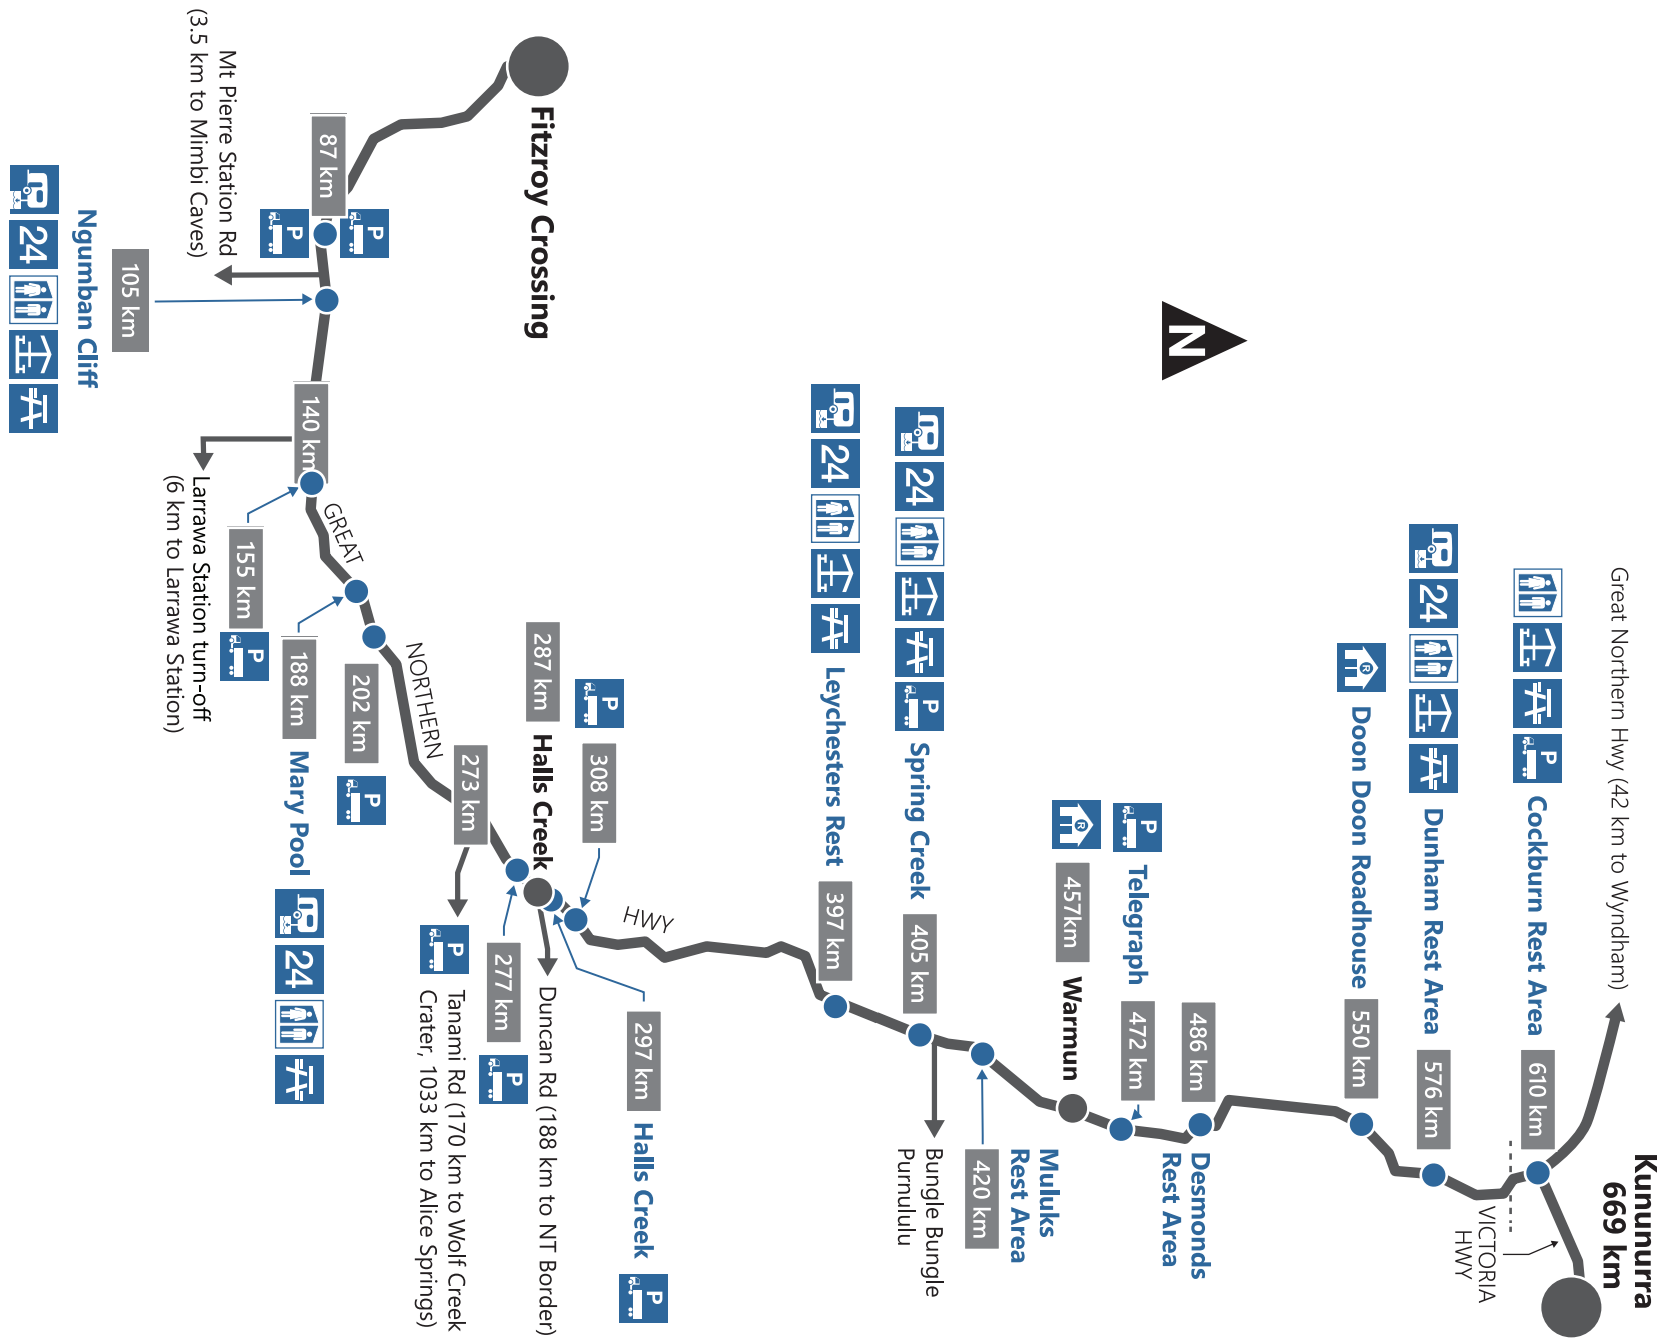 Kununurra
669 km
Great Northern Hwy (42 km to Wyndham)
VICTORIA
HWY
P
Cockburn Rest Area
610 km
24
Dunham Rest Area
576 km
R
Doon Doon Roadhouse
550 km
486 km
Desmonds
Rest Area
P
Telegraph
472 km
R
457km
Warmun
N
Muluks
Rest Area
420 km
24
P
Spring Creek
405 km
Bungle Bungle
Purnululu
24
Leychesters Rest
397 km
HWY
P
308 km
297 km
Halls Creek
P
287 km
Halls Creek
Duncan Rd (188 km to NT Border)
277 km
P
273 km
P
Tanami Rd (170 km to Wolf Creek
Crater, 1033 km to Alice Springs)
NORTHERN
202 km
P
188 km
Mary Pool
24
GREAT
155 km
P
140 km
Larrawa Station turn-off
(6 km to Larrawa Station)
Fitzroy Crossing
87 km
P
P
Mt Pierre Station Rd
(3.5 km to Mimbi Caves)
105 km
Ngumban Cliff
24